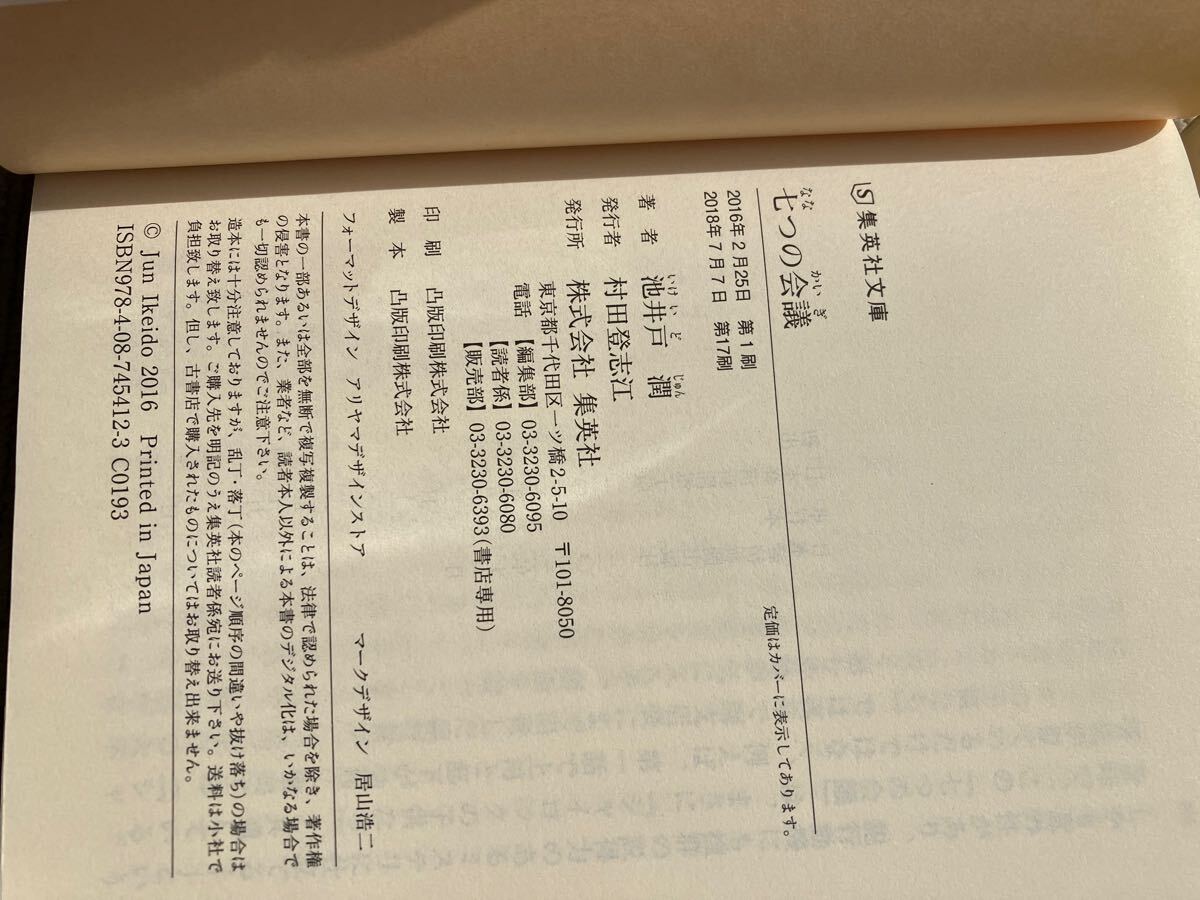 S 集英社文庫
なな かいぎ
七つの会議
2016年2月25日 第1刷
2018年7月7日 第17刷
定価はカバーに表示してあります。
いけいど じゅん
著者 池井戸 潤
発行者 村田登志江
発行所 株式会社 集英社
東京都千代田区一ツ橋2-5-10 〒101-8050
電話 【編集部】03-3230-6095
【読者係】03-3230-6080
【販売部】03-3230-6393(書店専用)
印刷 凸版印刷株式会社
製本 凸版印刷株式会社
フォーマットデザイン アリヤマデザインストア マークデザイン 居山浩二
本書の一部あるいは全部を無断で複写複製することは、法律で認められた場合を除き、著作権
の侵害となります。また、業者など、読者本人以外による本書のデジタル化は、いかなる場合で
も一切認められませんのでご注意下さい。
造本には十分注意しておりますが、乱丁・落丁(本のページ順序の間違いや抜け落ち)の場合は
お取り替え致します。ご購入先を明記のうえ集英社読者係宛にお送り下さい。送料は小社で
負担致します。但し、古書店で購入されたものについてはお取り替え出来ません。
© Jun Ikeido 2016 Printed in Japan
ISBN978-4-08-745412-3 C0193